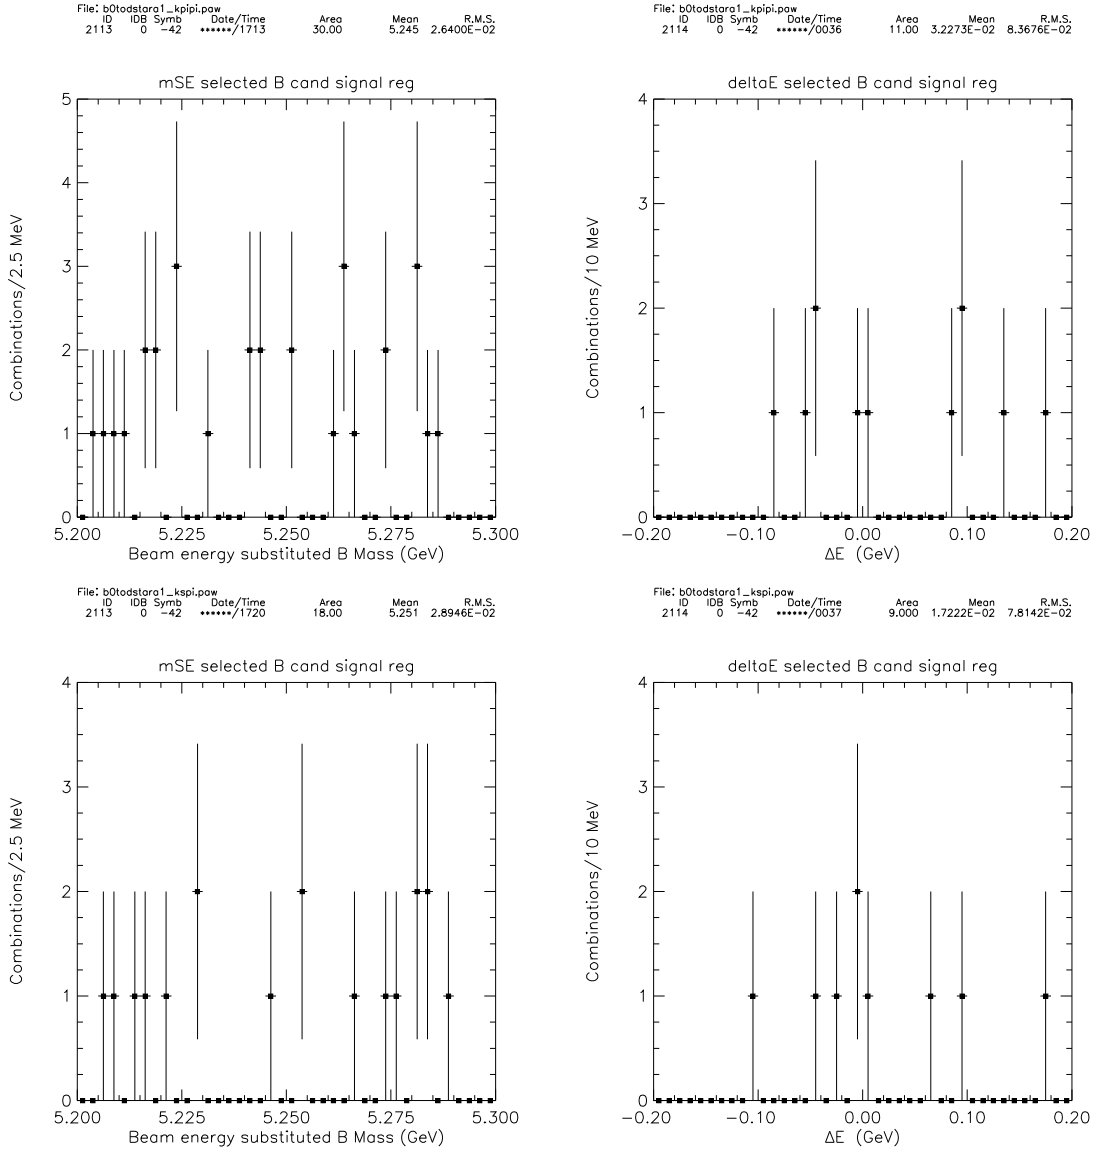 File: b0todstara1_kpipi.paw
ID IDB Symb Date/Time Area Mean R.M.S.
2113 0 -42 ******/1713 30.00 5.245 2.6400E-02
mSE selected B cand signal reg
5
4
3
2
1
0
Combinations/2.5 MeV
5.200 5.225 5.250 5.275 5.300
Beam energy substituted B Mass (GeV)
File: b0todstara1_kpipi.paw
ID IDB Symb Date/Time Area Mean R.M.S.
2114 0 -42 ******/0036 11.00 3.2273E-02 8.3676E-02
deltaE selected B cand signal reg
4
3
2
1
0
Combinations/10 MeV
−0.20 −0.10 0.00 0.10 0.20
ΔE (GeV)
File: b0todstara1_kspi.paw
ID IDB Symb Date/Time Area Mean R.M.S.
2113 0 -42 ******/1720 18.00 5.251 2.8946E-02
mSE selected B cand signal reg
4
3
2
1
0
Combinations/2.5 MeV
5.200 5.225 5.250 5.275 5.300
Beam energy substituted B Mass (GeV)
File: b0todstara1_kspi.paw
ID IDB Symb Date/Time Area Mean R.M.S.
2114 0 -42 ******/0037 9.000 1.7222E-02 7.8142E-02
deltaE selected B cand signal reg
4
3
2
1
0
Combinations/10 MeV
−0.20 −0.10 0.00 0.10 0.20
ΔE (GeV)